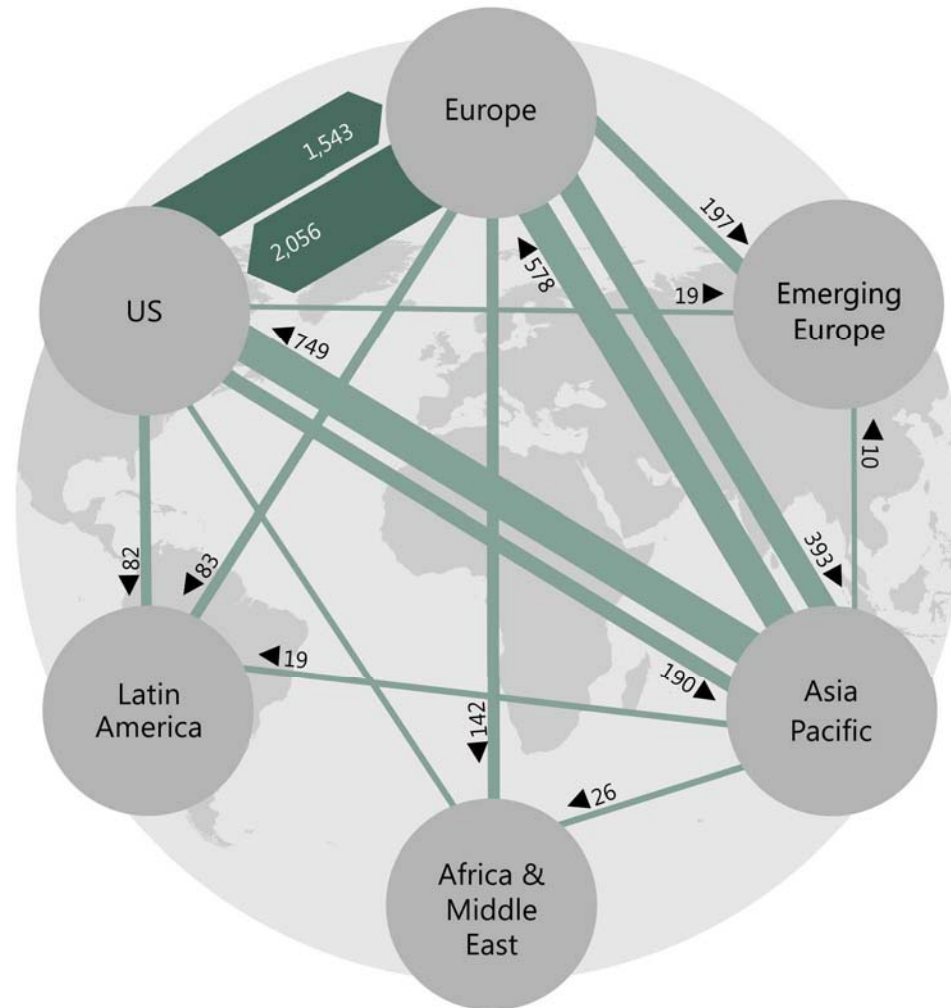 Europe
1,543
2,056
197
578
US
19
Emerging
Europe
749
10
82
83
393
19
190
Latin
America
142
Asia
Pacific
26
Africa &
Middle
East